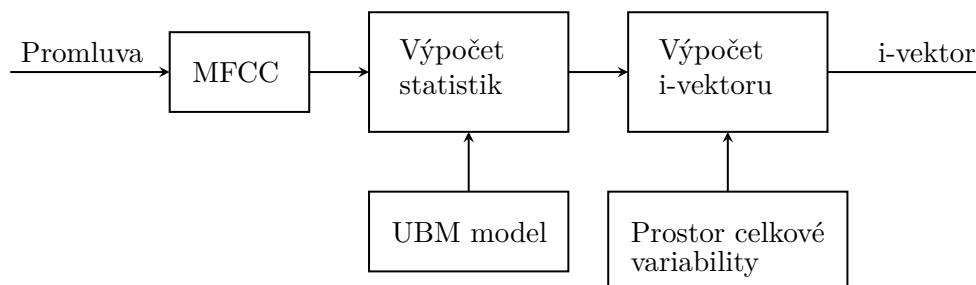 Promluva
MFCC
Výpočet
statistik
Výpočet
i-vektoru
i-vektor
UBM model
Prostor celkové
variability